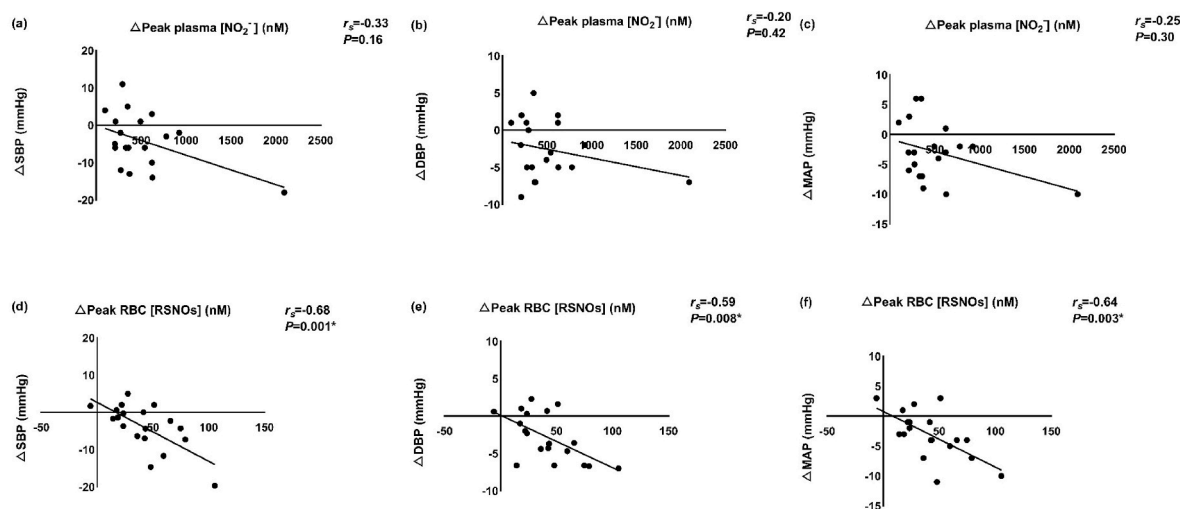 (a)
△Peak plasma [NO₂⁻] (nM)
rₛ=-0.33
P=0.16
20
10
0
-10
-20
500
1000
1500
2000
2500
△SBP (mmHg)
(b)
△Peak plasma [NO₂⁻] (nM)
rₛ=-0.20
P=0.42
10
5
0
-5
-10
500
1000
1500
2000
2500
△DBP (mmHg)
(c)
△Peak plasma [NO₂⁻] (nM)
rₛ=-0.25
P=0.30
10
5
0
-5
-10
-15
500
1000
1500
2000
2500
△MAP (mmHg)
(d)
△Peak RBC [RSNOs] (nM)
rₛ=-0.68
P=0.001*
20
10
0
-10
-20
-50
50
100
150
△SBP (mmHg)
(e)
△Peak RBC [RSNOs] (nM)
rₛ=-0.59
P=0.008*
10
5
0
-5
-10
-50
50
100
150
△DBP (mmHg)
(f)
△Peak RBC [RSNOs] (nM)
rₛ=-0.64
P=0.003*
10
5
0
-5
-10
-15
-50
50
100
150
△MAP (mmHg)